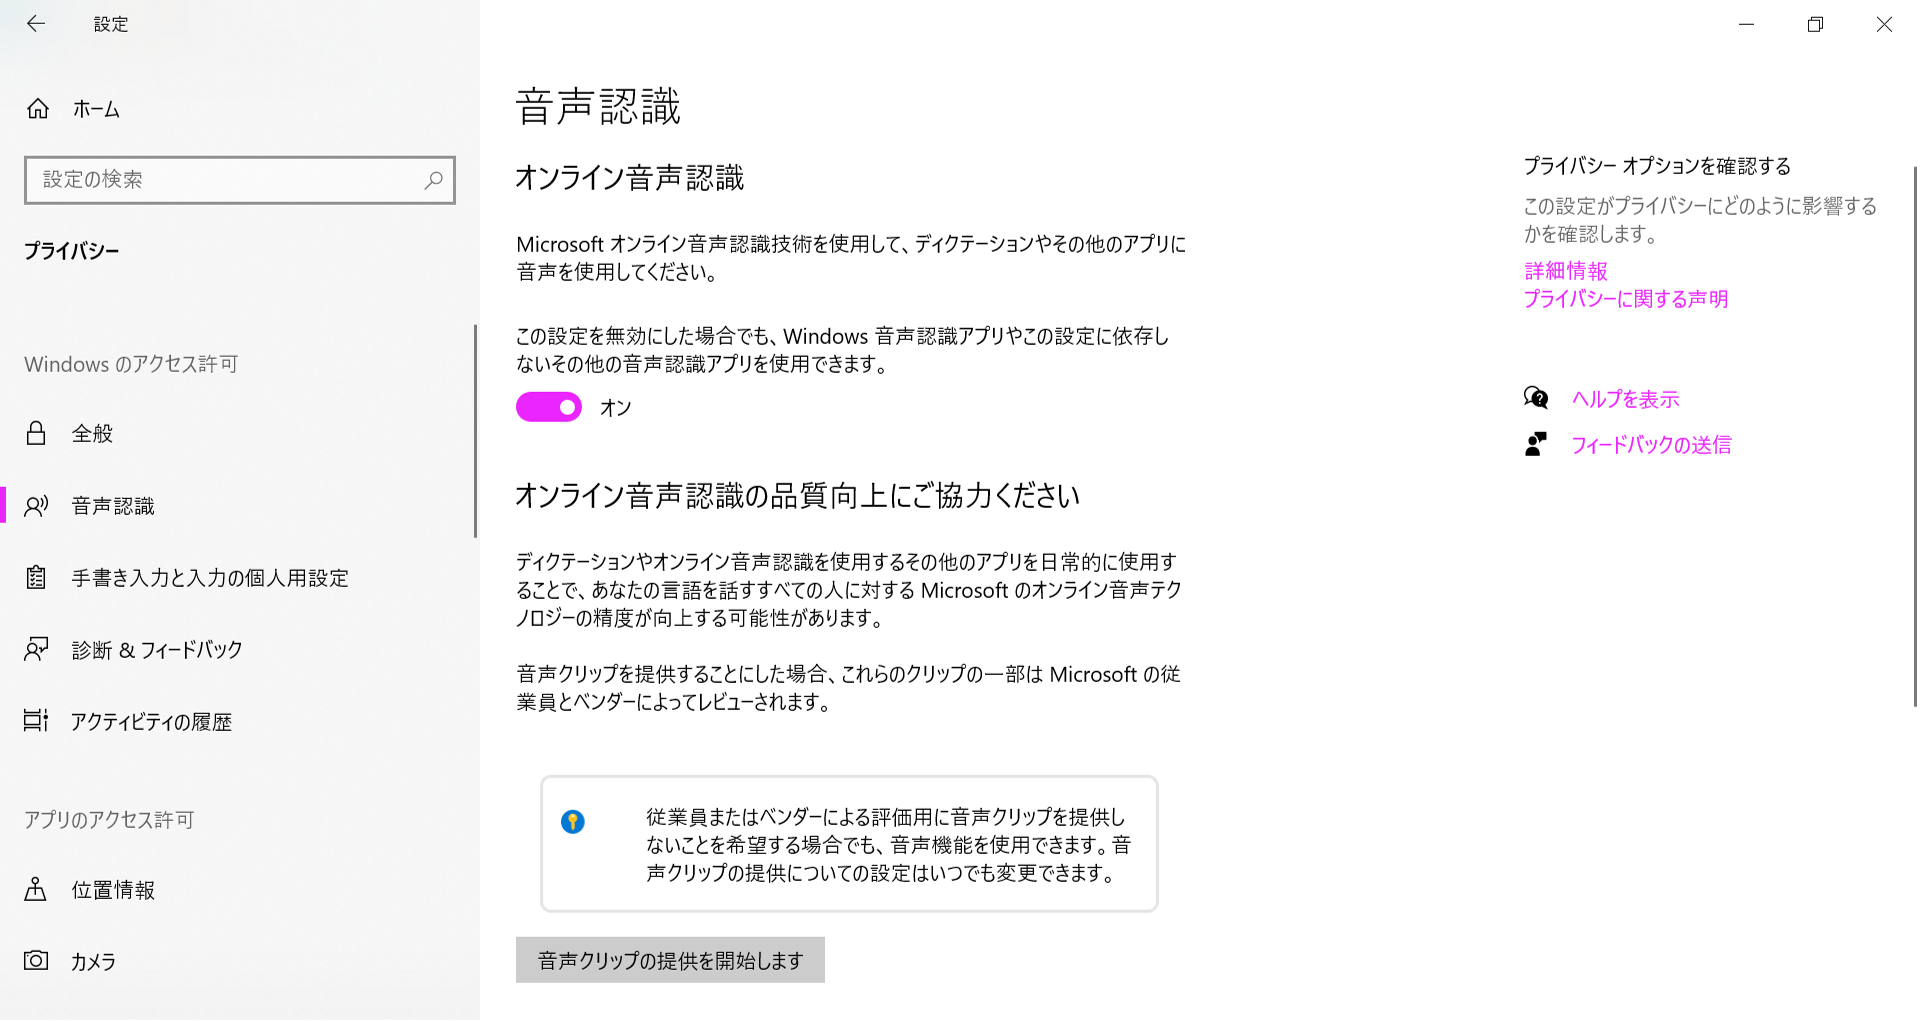 設定
ホーム
設定の検索
プライバシー
Windows のアクセス許可
全般
音声認識
手書き入力と入力の個人用設定
診断 & フィードバック
アクティビティの履歴
アプリのアクセス許可
位置情報
カメラ
音声認識
オンライン音声認識
Microsoft オンライン音声認識技術を使用して、ディクテーションやその他のアプリに
音声を使用してください。
この設定を無効にした場合でも、Windows 音声認識アプリやこの設定に依存し
ないその他の音声認識アプリを使用できます。
オン
オンライン音声認識の品質向上にご協力ください
ディクテーションやオンライン音声認識を使用するその他のアプリを日常的に使用す
ることで、あなたの言語を話すすべての人に対する Microsoft のオンライン音声テク
ノロジーの精度が向上する可能性があります。
音声クリップを提供することにした場合、これらのクリップの一部は Microsoft の従
業員とベンダーによってレビューされます。
従業員またはベンダーによる評価用に音声クリップを提供し
ないことを希望する場合でも、音声機能を使用できます。音
声クリップの提供についての設定はいつでも変更できます。
音声クリップの提供を開始します
プライバシー オプションを確認する
この設定がプライバシーにどのように影響する
かを確認します。
詳細情報
プライバシーに関する声明
ヘルプを表示
フィードバックの送信